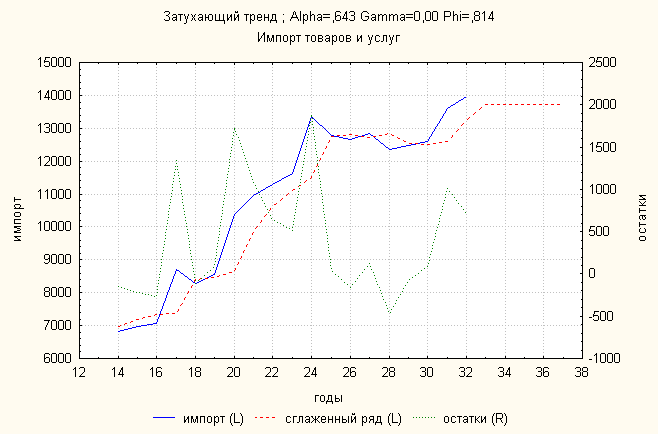 Затухающий тренд ; Alpha=,643 Gamma=0,00 Phi=,814
Импорт товаров и услуг
15000
14000
13000
12000
11000
10000
9000
8000
7000
6000
импорт
2500
2000
1500
1000
500
0
-500
-1000
остатки
12 14 16 18 20 22 24 26 28 30 32 34 36 38
годы
импорт (L) сглаженный ряд (L) остатки (R)